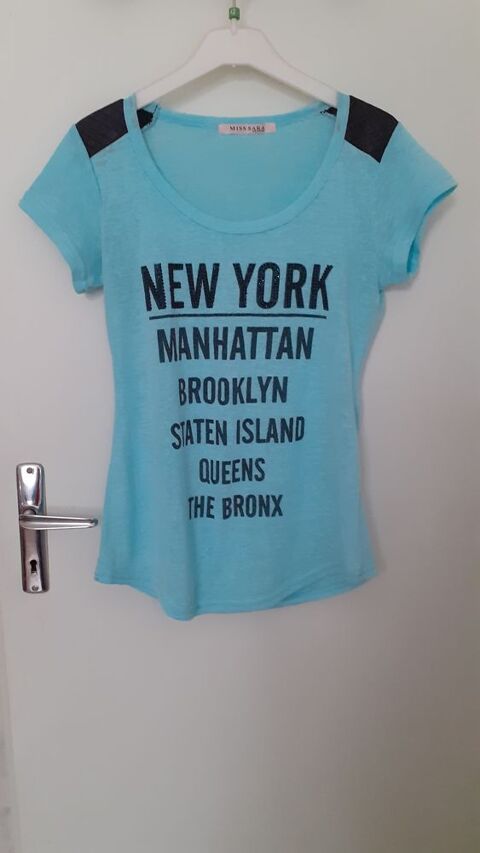 MISS SARA
NEW YORK
MANHATTAN
BROOKLYN
STATEN ISLAND
QUEENS
THE BRONX